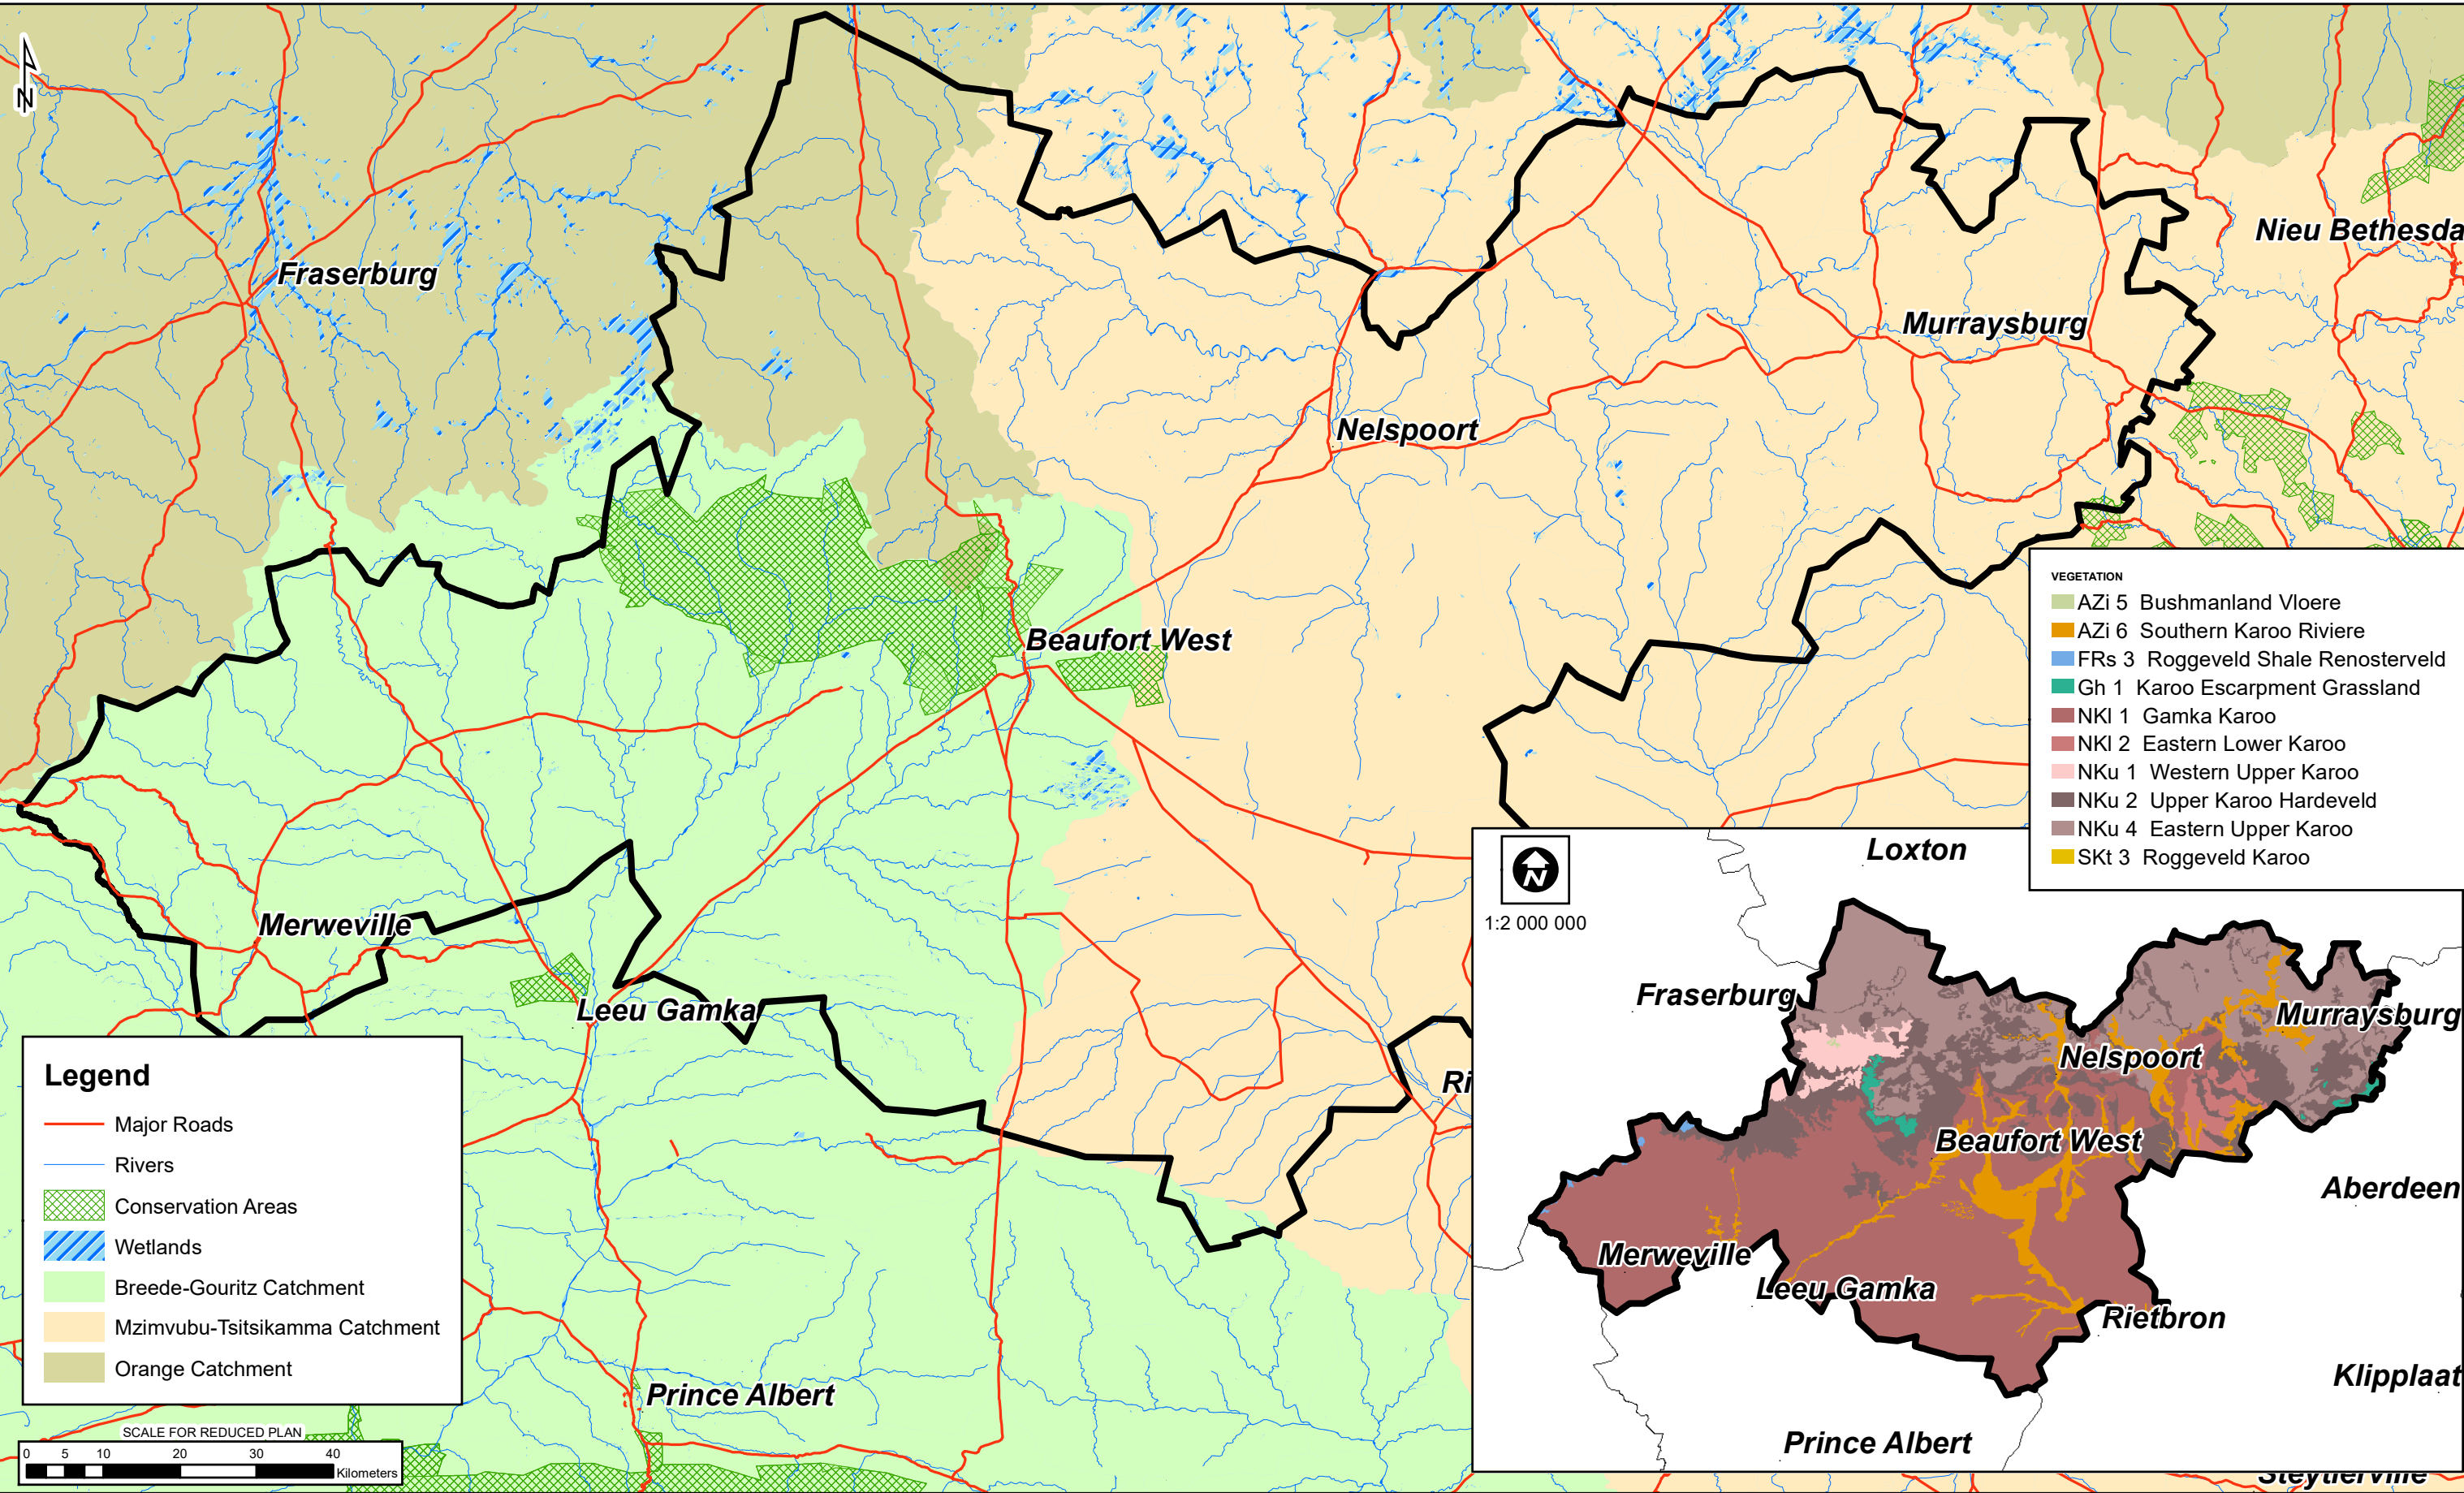 N
Fraserburg
Nieu Bethesda
Murraysburg
Nelspoort
Beaufort West
Merweville
Leeu Gamka
Ri
Prince Albert
Steytlerville
VEGETATION
AZi 5 Bushmanland Vloere
AZi 6 Southern Karoo Riviere
FRs 3 Roggeveld Shale Renosterveld
Gh 1 Karoo Escarpment Grassland
NKl 1 Gamka Karoo
NKl 2 Eastern Lower Karoo
NKu 1 Western Upper Karoo
NKu 2 Upper Karoo Hardeveld
NKu 4 Eastern Upper Karoo
SKt 3 Roggeveld Karoo
N
1:2 000 000
Loxton
Fraserburg
Murraysburg
Nelspoort
Beaufort West
Aberdeen
Merweville
Leeu Gamka
Rietbron
Klipplaat
Prince Albert
Legend
Major Roads
Rivers
Conservation Areas
Wetlands
Breede-Gouritz Catchment
Mzimvubu-Tsitsikamma Catchment
Orange Catchment
SCALE FOR REDUCED PLAN
0 5 10 20 30 40
Kilometers